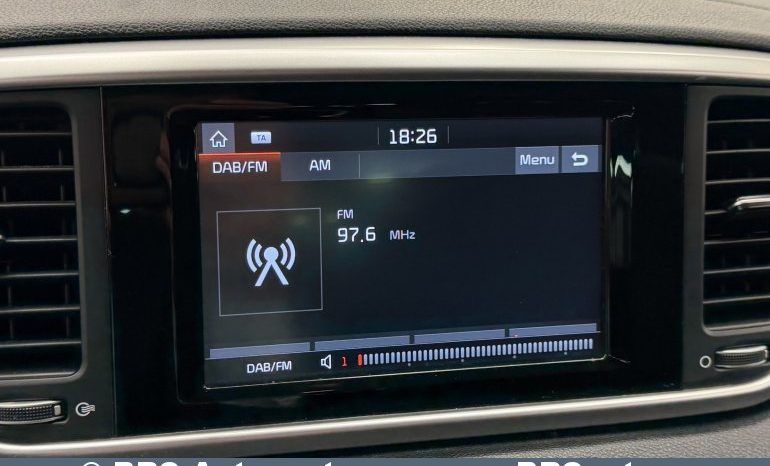 TA
18:26
DAB/FM AM Menu
FM
97.6 MHz
DAB/FM 1